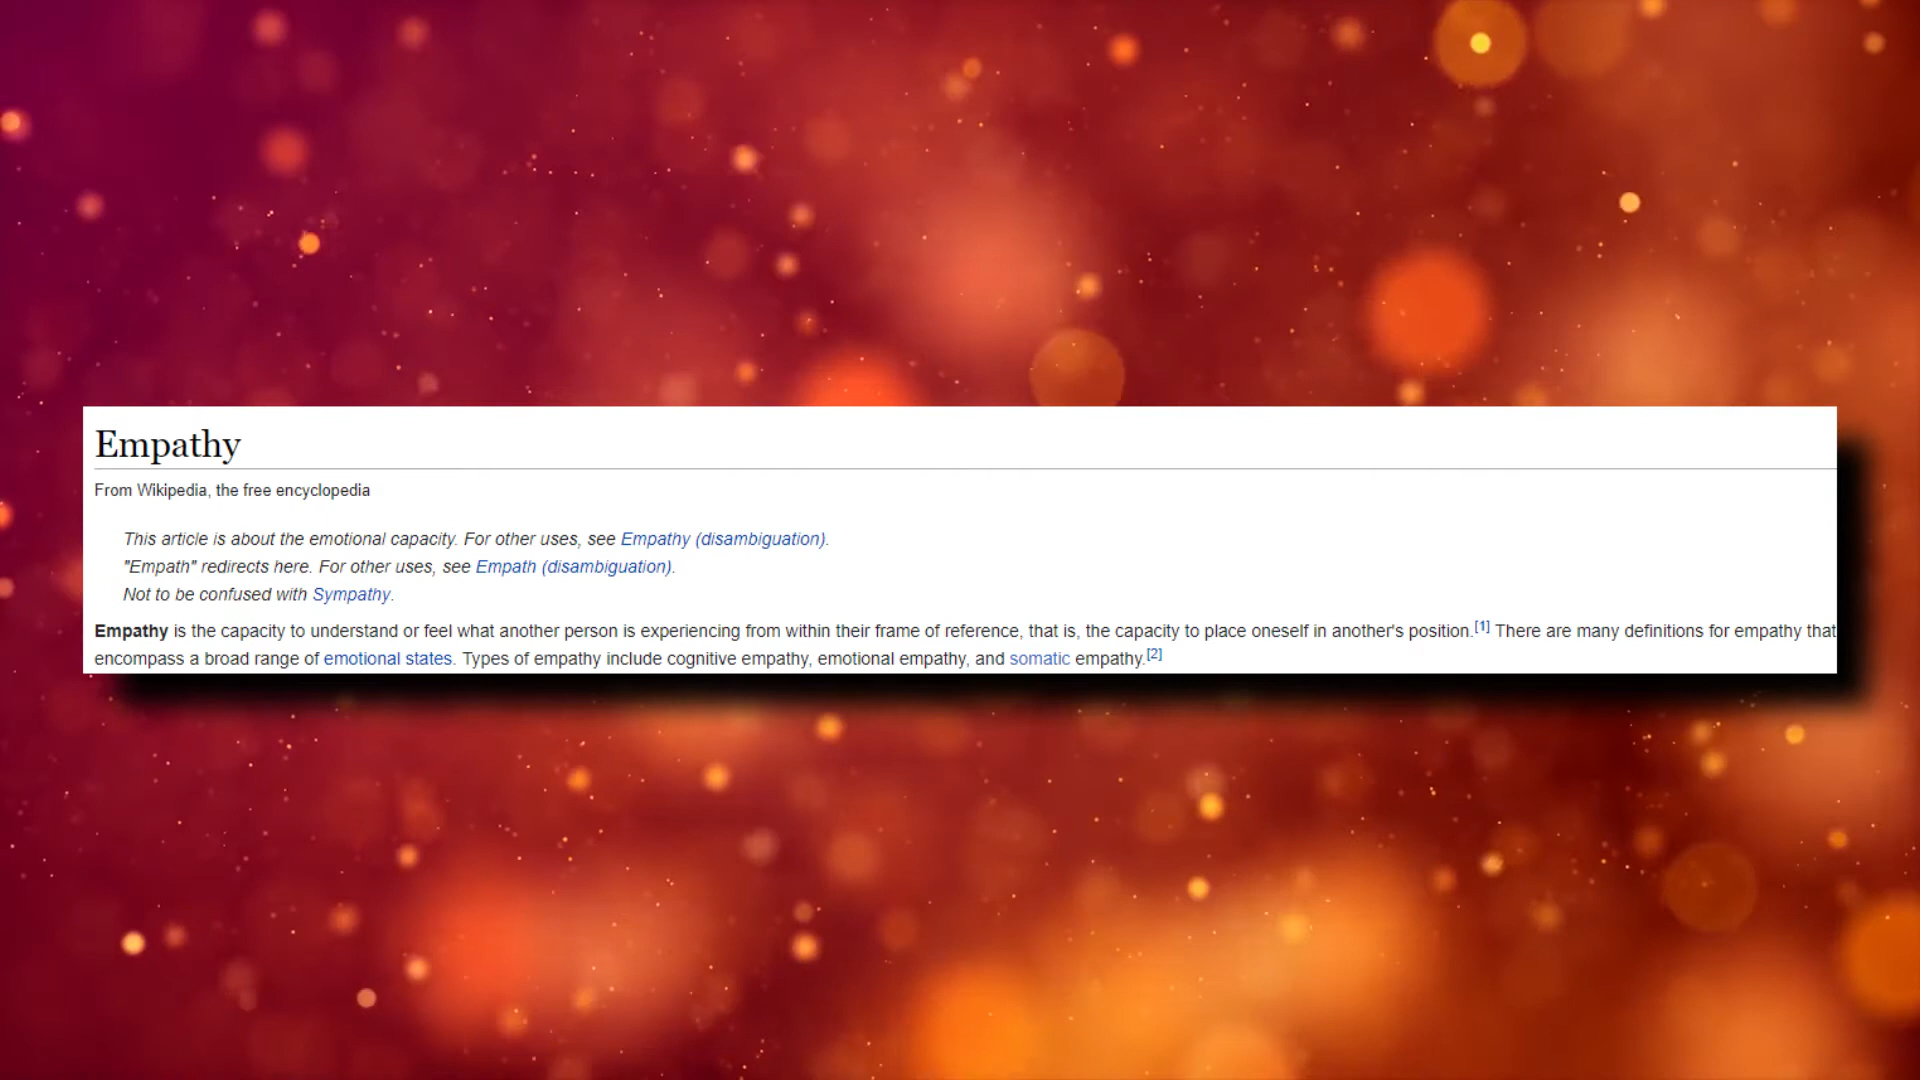 Empathy
From Wikipedia, the free encyclopedia
This article is about the emotional capacity. For other uses, see Empathy (disambiguation).
"Empath" redirects here. For other uses, see Empath (disambiguation).
Not to be confused with Sympathy.
Empathy is the capacity to understand or feel what another person is experiencing from within their frame of reference, that is, the capacity to place oneself in another's position.[1] There are many definitions for empathy that
encompass a broad range of emotional states. Types of empathy include cognitive empathy, emotional empathy, and somatic empathy.[2]